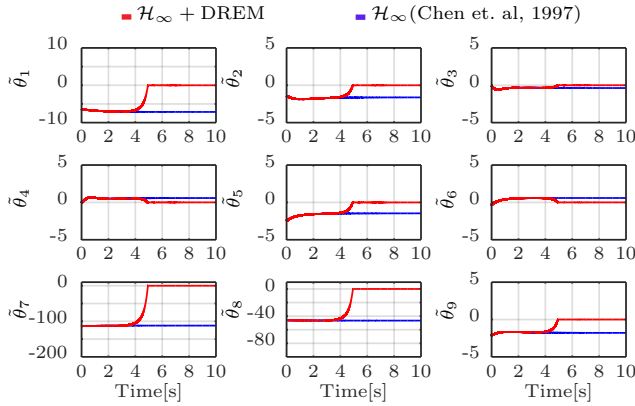 ℋ∞ + DREM ℋ∞(Chen et. al, 1997)
θ̃₁ 10 0 -10 0 2 4 6 8 10
θ̃₂ 5 0 -5 0 2 4 6 8 10
θ̃₃ 5 0 -5 0 2 4 6 8 10
θ̃₄ 5 0 -5 0 2 4 6 8 10
θ̃₅ 5 0 -5 0 2 4 6 8 10
θ̃₆ 5 0 -5 0 2 4 6 8 10
θ̃₇ 0 -100 -200 0 2 4 6 8 10
θ̃₈ 0 -40 -80 0 2 4 6 8 10
θ̃₉ 5 0 -5 0 2 4 6 8 10
Time[s] Time[s] Time[s]